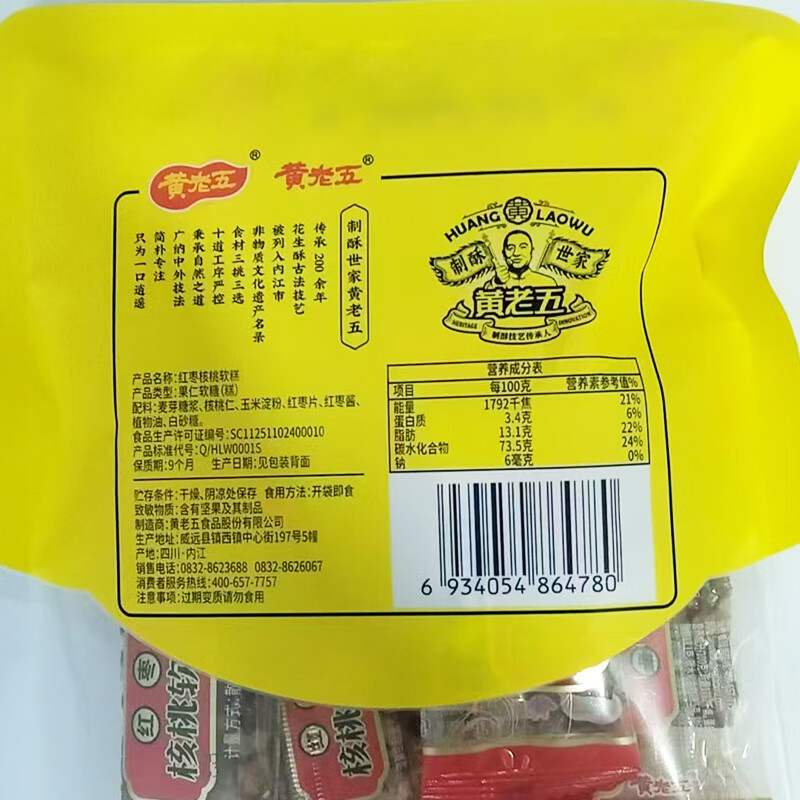 黄老五®
黄老五®
制酥世家黄老五
传承200余年
花生酥古法技艺
被列入内江市
非物质文化遗产名录
食材三挑三选
十道工序严控
秉承自然之道
广纳中外技法
简朴专注
只为一口逍遥
HUANG 黄 LAOWU
制酥 世家
黄老五
HERITAGE INNOVATION
制酥技艺传承人
产品名称:红枣核桃软糕
产品类型:果仁软糖(糕)
配料:麦芽糖浆、核桃仁、玉米淀粉、红枣片、红枣酱、
植物油、白砂糖。
食品生产许可证编号:SC11251102400010
产品标准代号:Q/HLW0001S
保质期:9个月 生产日期:见包装背面
贮存条件:干燥、阴凉处保存 食用方法:开袋即食
致敏物质:含有坚果及其制品
制造商:黄老五食品股份有限公司
生产地址:威远县镇西镇中心街197号5幢
产地:四川·内江
销售电话:0832-8623688 0832-8626067
消费者服务热线:400-657-7757
注意事项:过期变质请勿食用
营养成分表
项目 每100克 营养素参考值%
能量 1792千焦 21%
蛋白质 3.4克 6%
脂肪 13.1克 22%
碳水化合物 73.5克 24%
钠 6毫克 0%
6 934054 864780
红枣
核桃软
计量方式:
核桃
黄老五